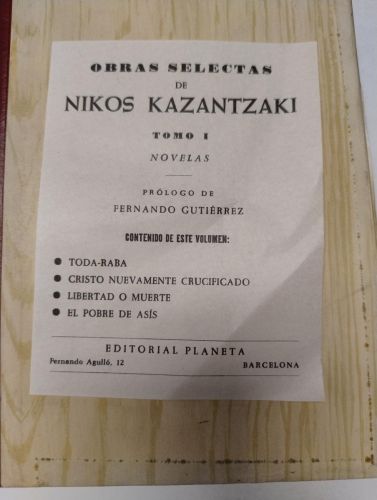 OBRAS SELECTAS
DE
NIKOS KAZANTZAKI
TOMO I
NOVELAS
PRÓLOGO DE
FERNANDO GUTIÉRREZ
CONTENIDO DE ESTE VOLUMEN:
● TODA-RABA
● CRISTO NUEVAMENTE CRUCIFICADO
● LIBERTAD O MUERTE
● EL POBRE DE ASÍS
EDITORIAL PLANETA
Fernando Agulló, 12 BARCELONA